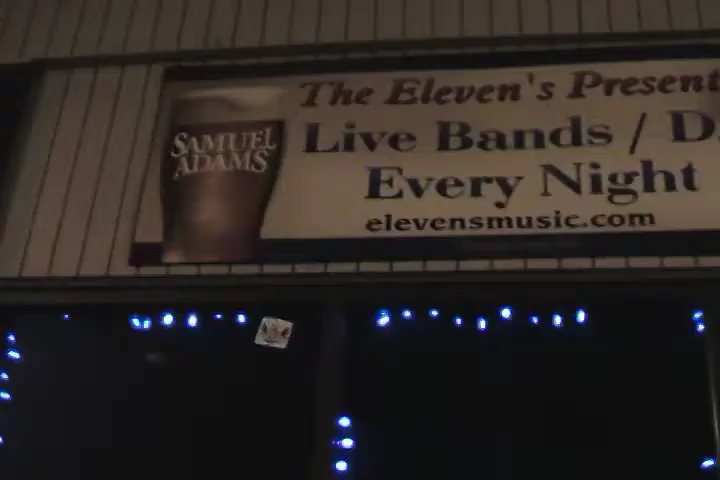 SAMUEL
ADAMS
The Eleven's Present
Live Bands / D
Every Night
elevensmusic.com